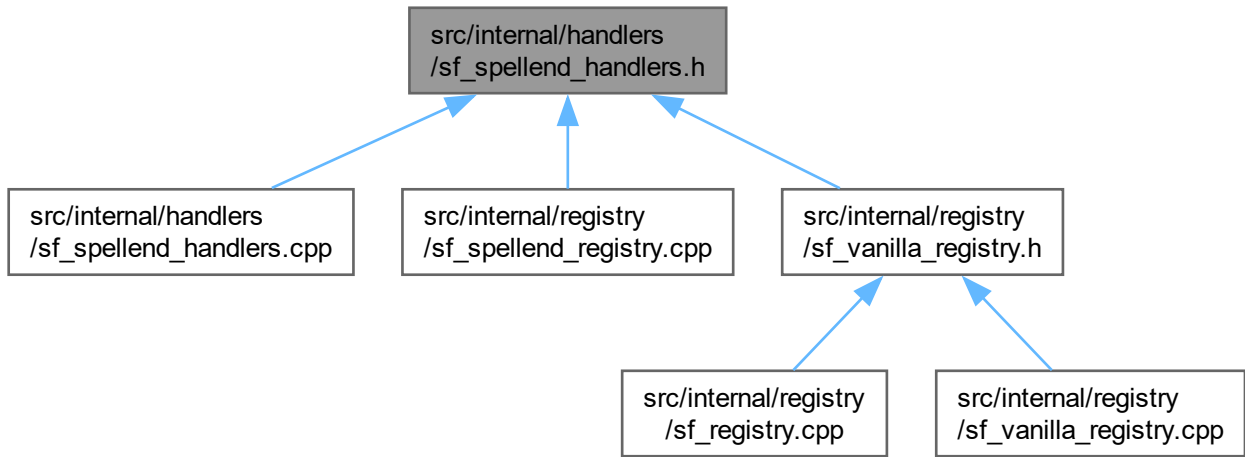 src/internal/handlers
/sf_spellend_handlers.h
src/internal/handlers
/sf_spellend_handlers.cpp
src/internal/registry
/sf_spellend_registry.cpp
src/internal/registry
/sf_vanilla_registry.h
src/internal/registry
/sf_registry.cpp
src/internal/registry
/sf_vanilla_registry.cpp